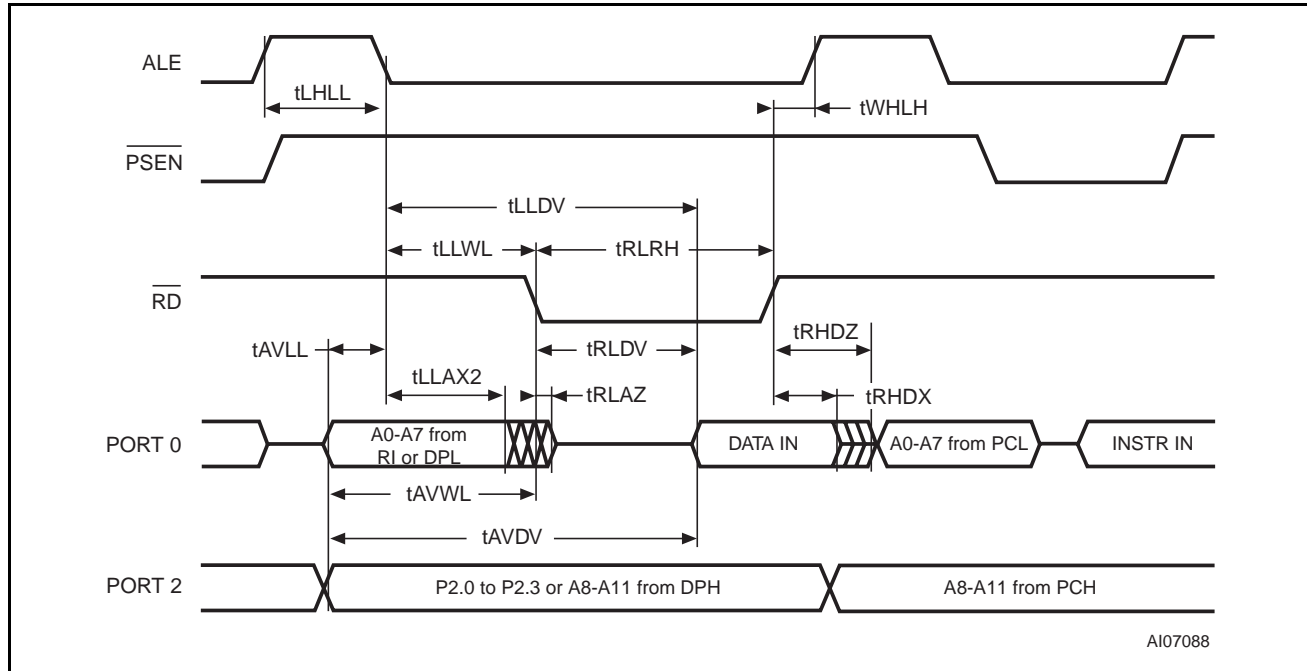 ALE
tLHLL
tWHLH
PSEN
tLLDV
tLLWL
tRLRH
RD
tRHDZ
tAVLL
tRLDV
tLLAX2
tRLAZ
tRHDX
PORT 0
A0-A7 from
RI or DPL
DATA IN
A0-A7 from PCL
INSTR IN
tAVWL
tAVDV
PORT 2
P2.0 to P2.3 or A8-A11 from DPH
A8-A11 from PCH
AI07088